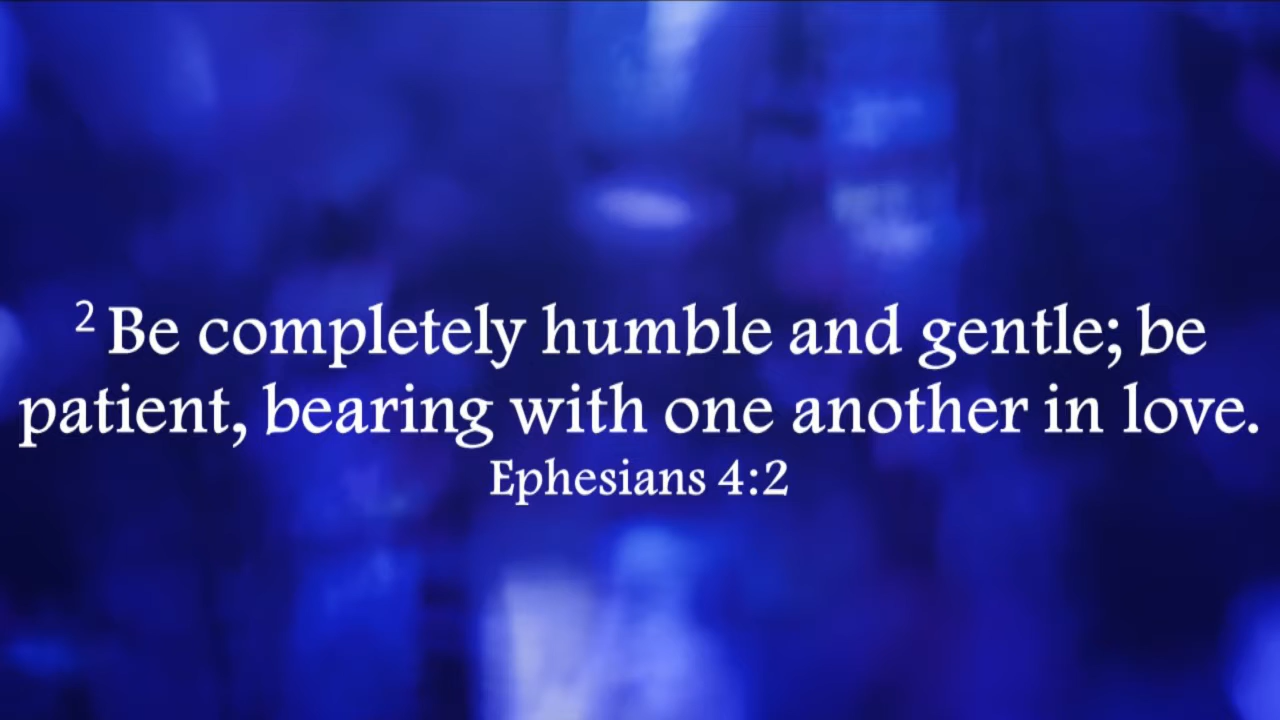 2 Be completely humble and gentle; be
patient, bearing with one another in love.
Ephesians 4:2